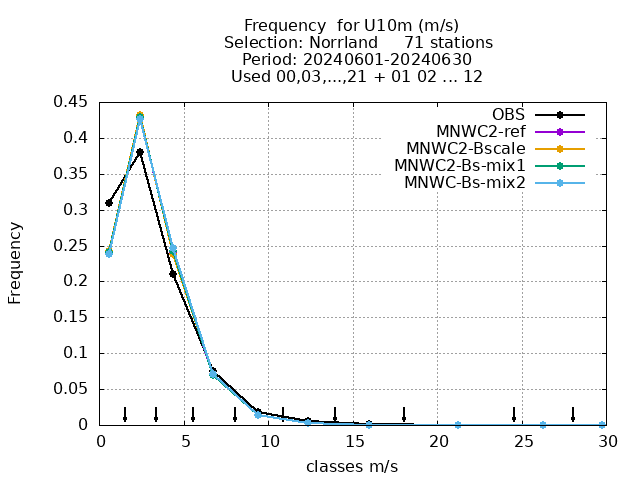 Frequency  for U10m (m/s)
Selection: Norrland     71 stations
Period: 20240601-20240630
Used 00,03,...,21 + 01 02 ... 12
0.45
0.4
0.35
0.3
0.25
0.2
0.15
0.1
0.05
0
Frequency
OBS
MNWC2-ref
MNWC2-Bscale
MNWC2-Bs-mix1
MNWC-Bs-mix2
0 5 10 15 20 25 30
classes m/s